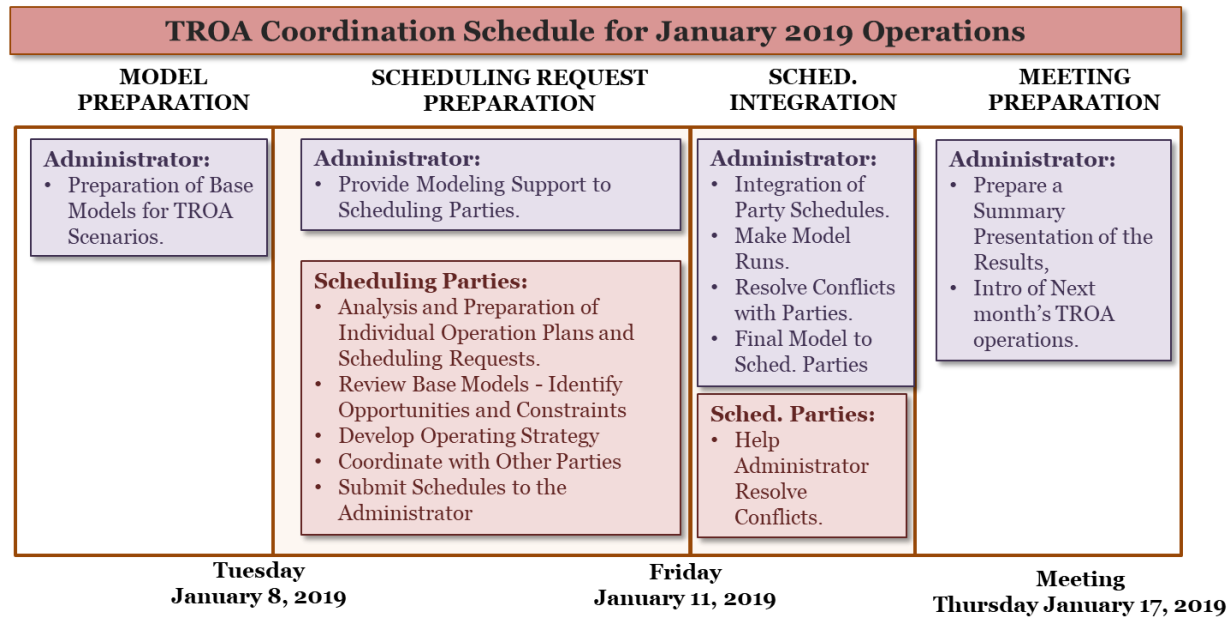 TROA Coordination Schedule for January 2019 Operations
MODEL
PREPARATION
SCHEDULING REQUEST
PREPARATION
SCHED.
INTEGRATION
MEETING
PREPARATION
Administrator:
• Preparation of Base
Models for TROA
Scenarios.
Administrator:
• Provide Modeling Support to
Scheduling Parties.
Scheduling Parties:
• Analysis and Preparation of
Individual Operation Plans and
Scheduling Requests.
• Review Base Models - Identify
Opportunities and Constraints
• Develop Operating Strategy
• Coordinate with Other Parties
• Submit Schedules to the
Administrator
Administrator:
• Integration of
Party Schedules.
• Make Model
Runs.
• Resolve Conflicts
with Parties.
• Final Model to
Sched. Parties
Sched. Parties:
• Help
Administrator
Resolve
Conflicts.
Administrator:
• Prepare a
Summary
Presentation of the
Results,
• Intro of Next
month's TROA
operations.
Tuesday
January 8, 2019
Friday
January 11, 2019
Meeting
Thursday January 17, 2019